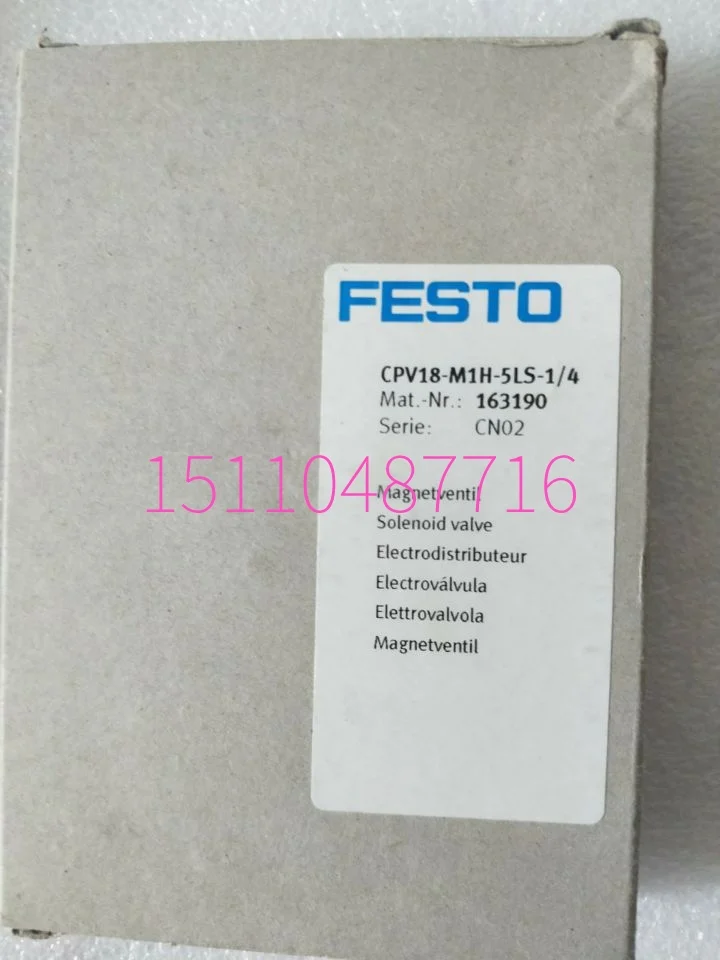 FESTO
CPV18-M1H-5LS-1/4
Mat.-Nr.: 163190
Serie: CN02
15110487716
Magnetventil
Solenoid valve
Electrodistributeur
Electroválvula
Elettrovalvola
Magnetventil